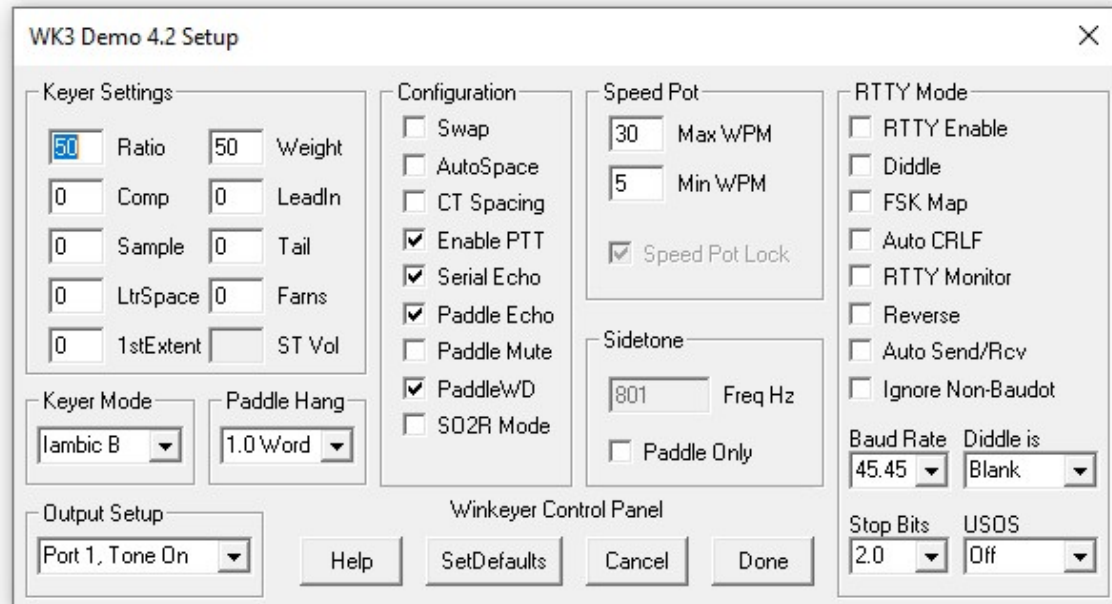 WK3 Demo 4.2 Setup
Keyer Settings
50 Ratio 50 Weight
0 Comp 0 LeadIn
0 Sample 0 Tail
0 LtrSpace 0 Farns
0 1stExtent ST Vol
Keyer Mode
Iambic B
Paddle Hang
1.0 Word
Output Setup
Port 1, Tone On
Configuration
Swap
AutoSpace
CT Spacing
Enable PTT
Serial Echo
Paddle Echo
Paddle Mute
PaddleWD
SO2R Mode
Speed Pot
30 Max WPM
5 Min WPM
Speed Pot Lock
Sidetone
801 Freq Hz
Paddle Only
RTTY Mode
RTTY Enable
Diddle
FSK Map
Auto CRLF
RTTY Monitor
Reverse
Auto Send/Rcv
Ignore Non-Baudot
Baud Rate Diddle is
45.45 Blank
Stop Bits USOS
2.0 Off
Winkeyer Control Panel
Help SetDefaults Cancel Done